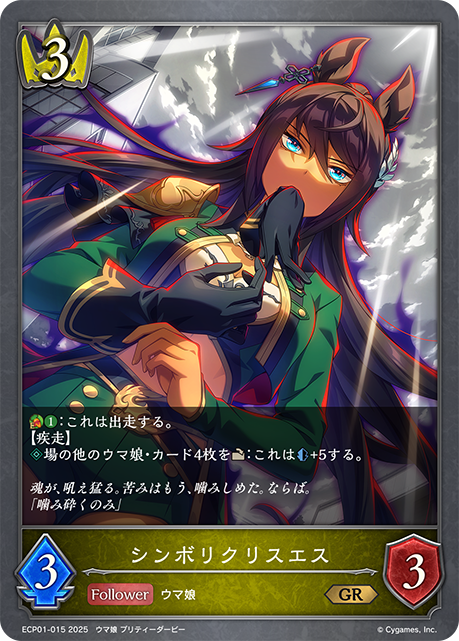 3
1：これは出走する。
【疾走】
場の他のウマ娘・カード4枚を：これは+5する。
魂が、吼え猛る。苦みはもう、噛みしめた。ならば。
「噛み砕くのみ」
シンボリクリスエス
3
Follower ウマ娘
GR
3
ECP01-015 2025 ウマ娘 プリティーダービー
© Cygames, Inc.